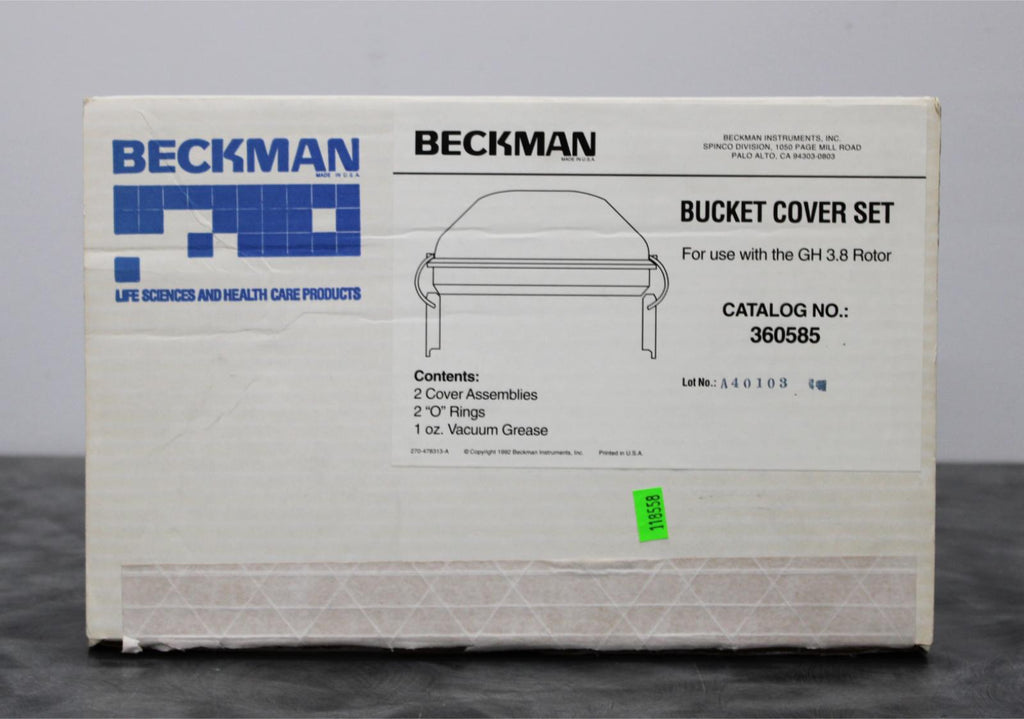 BECKMAN
MADE IN U.S.A.
LIFE SCIENCES AND HEALTH CARE PRODUCTS
BECKMAN
MADE IN U.S.A.
BECKMAN INSTRUMENTS, INC.
SPINCO DIVISION, 1050 PAGE MILL ROAD
PALO ALTO, CA 94303-0803
BUCKET COVER SET
For use with the GH 3.8 Rotor
CATALOG NO.:
360585
Lot No.: A40103
Contents:
2 Cover Assemblies
2 “O” Rings
1 oz. Vacuum Grease
270-478313-A © Copyright 1992 Beckman Instruments, Inc. Printed in U.S.A.
118558